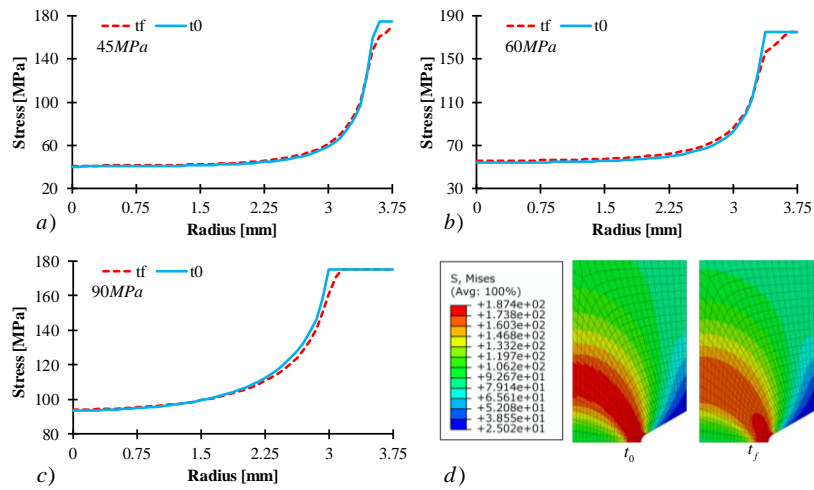 tf t0
45MPa
Stress [MPa]
180
140
100
60
20
0 0.75 1.5 2.25 3 3.75
Radius [mm]
a)
tf t0
60MPa
Stress [MPa]
190
150
110
70
30
0 0.75 1.5 2.25 3 3.75
Radius [mm]
b)
tf t0
90MPa
Stress [MPa]
180
160
140
120
100
80
0 0.75 1.5 2.25 3 3.75
Radius [mm]
c)
S, Mises
(Avg: 100%)
+1.874e+02
+1.738e+02
+1.603e+02
+1.468e+02
+1.332e+02
+1.197e+02
+1.062e+02
+9.267e+01
+7.914e+01
+6.561e+01
+5.208e+01
+3.855e+01
+2.502e+01
t0
tf
d)